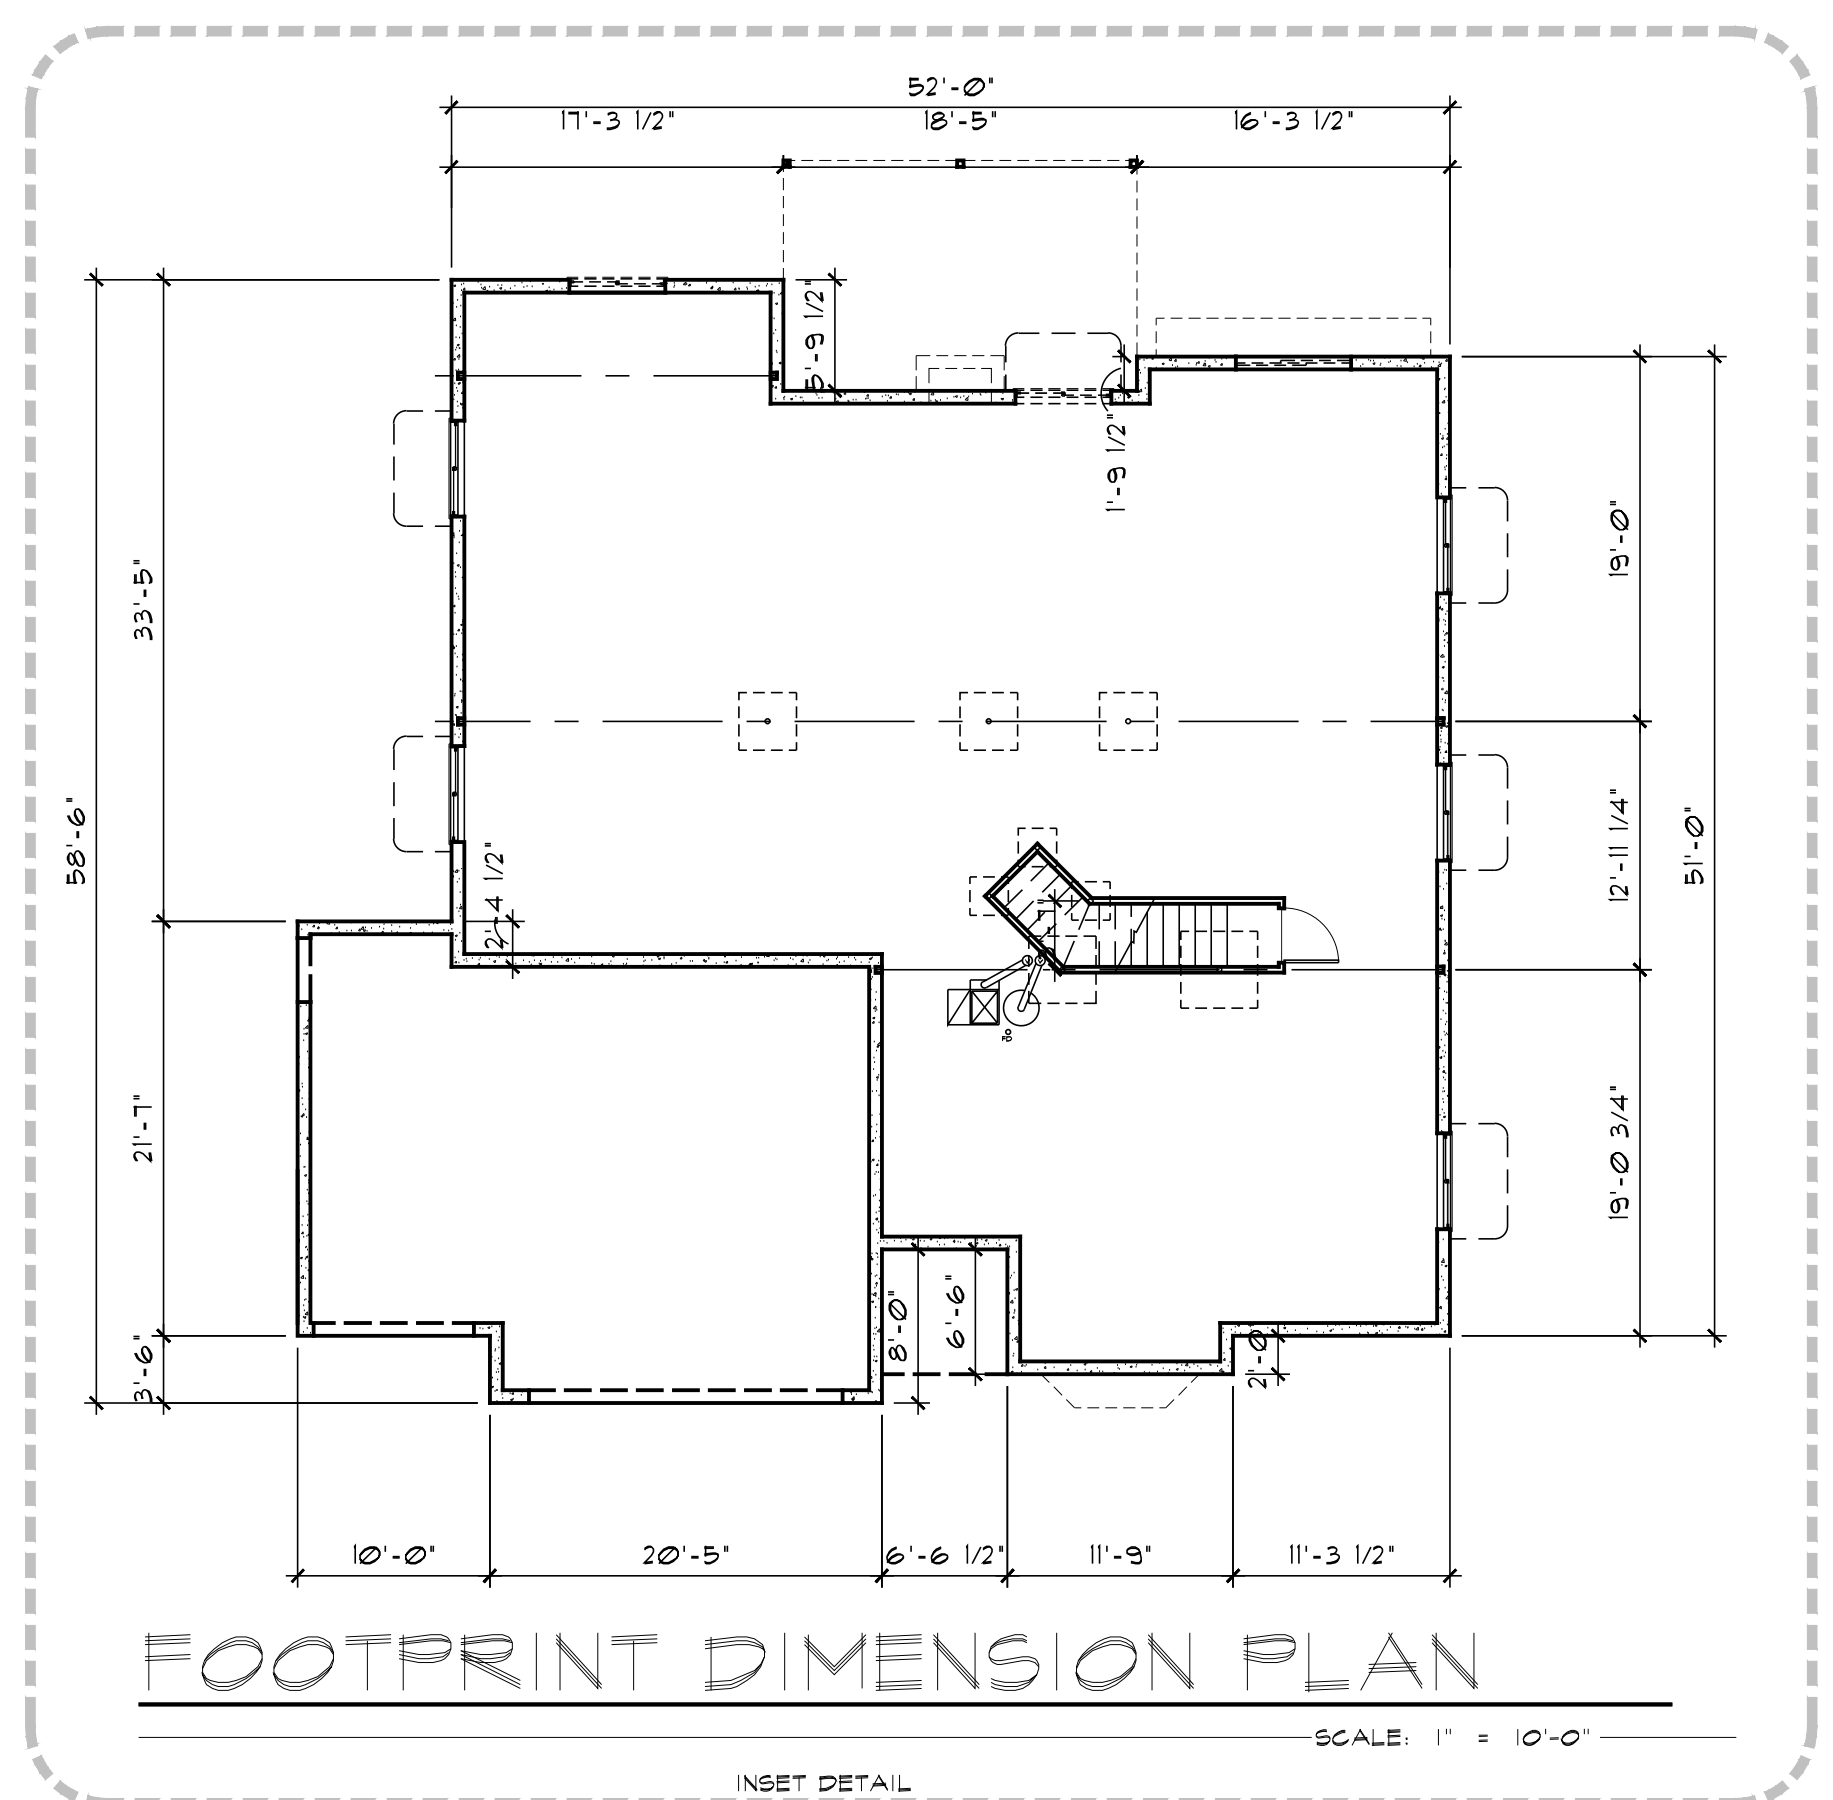 52'-0"
17'-3 1/2" 18'-5" 16'-3 1/2"
5'-9 1/2"
1'-9 1/2"
33'-5"
19'-0"
58'-6"
12'-11 1/4"
51'-0"
2'-4 1/2"
FD
21'-7"
19'-0 3/4"
8'-0"
6'-6"
3'-6"
2'-0"
10'-0" 20'-5" 6'-6 1/2" 11'-9" 11'-3 1/2"
FOOTPRINT DIMENSION PLAN
SCALE: 1" = 10'-0"
INSET DETAIL